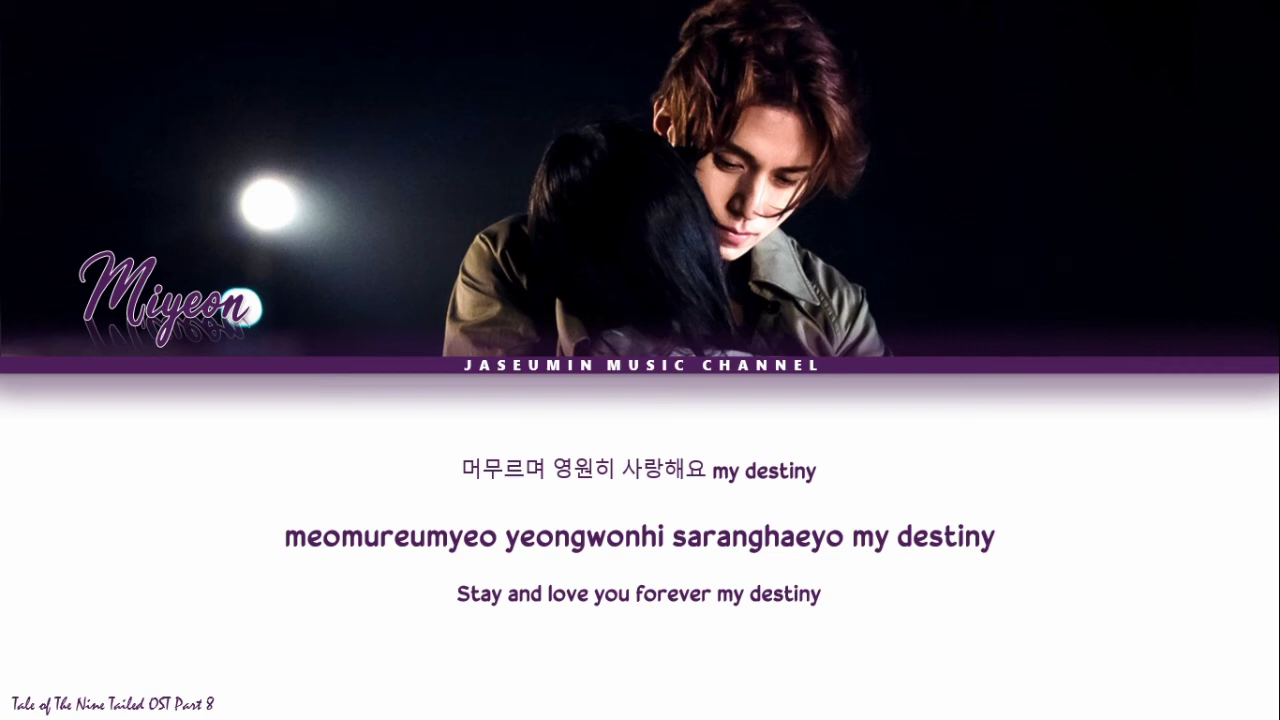 Miyeon
JASEUMIN MUSIC CHANNEL
머무르며 영원히 사랑해요 my destiny
meomureumyeo yeongwonhi saranghaeyo my destiny
Stay and love you forever my destiny
Tale of The Nine Tailed OST Part 8